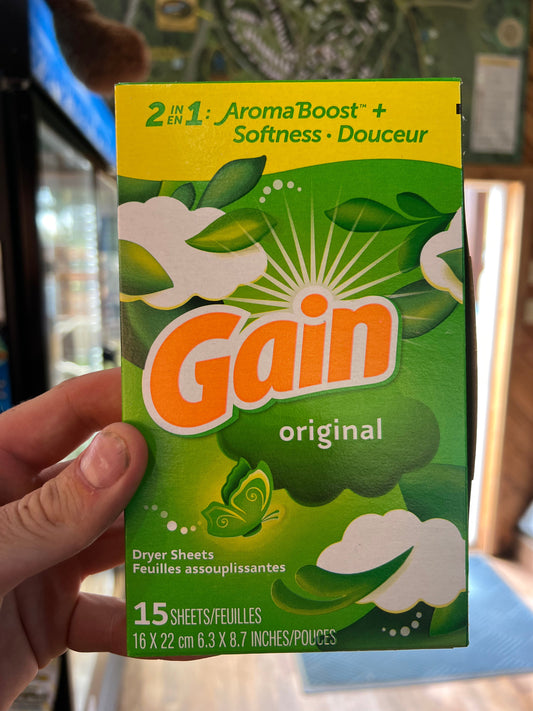 2 IN EN 1: AromaBoost™ +
Softness · Douceur
Gain
original
Dryer Sheets
Feuilles assouplissantes
15 SHEETS/FEUILLES
16 X 22 cm 6.3 X 8.7 INCHES/POUCES